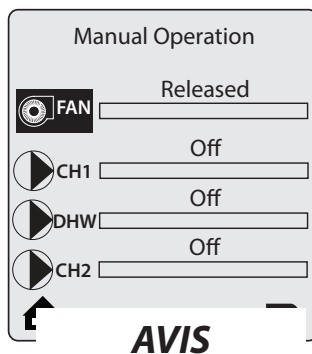 Manual Operation
Released
FAN
Off
CH1
Off
DHW
Off
CH2
AVIS